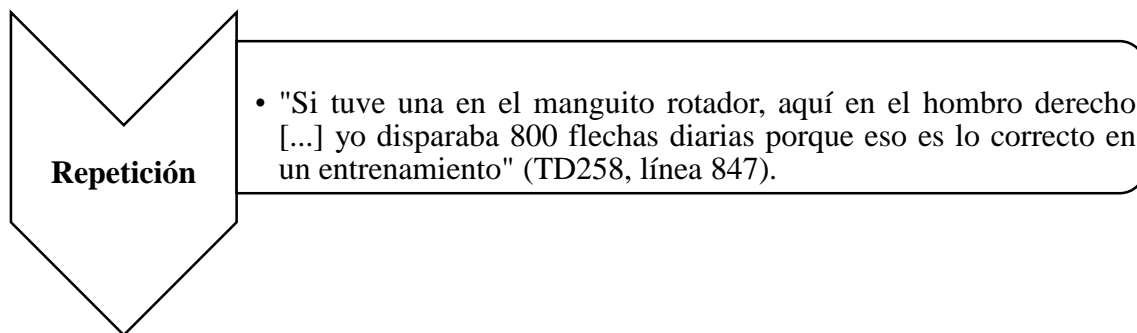 Repetición
• "Si tuve una en el manguito rotador, aquí en el hombro derecho
[...] yo disparaba 800 flechas diarias porque eso es lo correcto en
un entrenamiento" (TD258, línea 847).